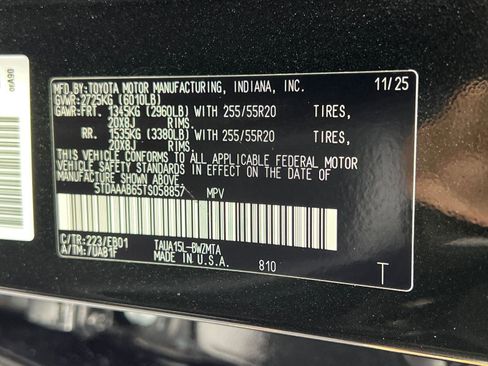 MFD.BY:TOYOTA MOTOR MANUFACTURING, INDIANA, INC. 11/25
GVWR:2725KG (6010LB)
GAWR:FRT. 1345KG (2960LB) WITH 255/55R20 TIRES,
20X8J RIMS.
RR. 1535KG (3380LB) WITH 255/55R20 TIRES,
20X8J RIMS.
THIS VEHICLE CONFORMS TO ALL APPLICABLE FEDERAL MOTOR
VEHICLE SAFETY STANDARDS IN EFFECT ON THE DATE OF
MANUFACTURE SHOWN ABOVE.
5TDAAAB65TS058857 MPV
C/TR:223/EB01 TAUA15L-BWZMTA
A/TM:7UA81F MADE IN U.S.A. 810
T